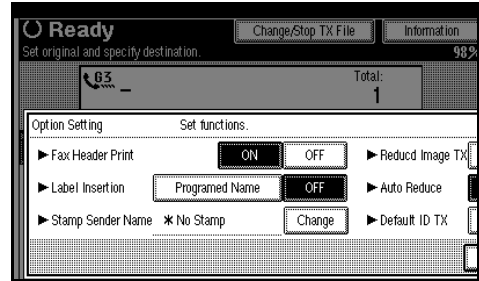 Ready Change/Stop TX File Information
Set original and specify destination. 98%
G3 _ Total:
1
Option Setting Set functions.
►Fax Header Print ON OFF ►Reducd Image TX
►Label Insertion Programed Name OFF ►Auto Reduce
►Stamp Sender Name ✱No Stamp Change ►Default ID TX